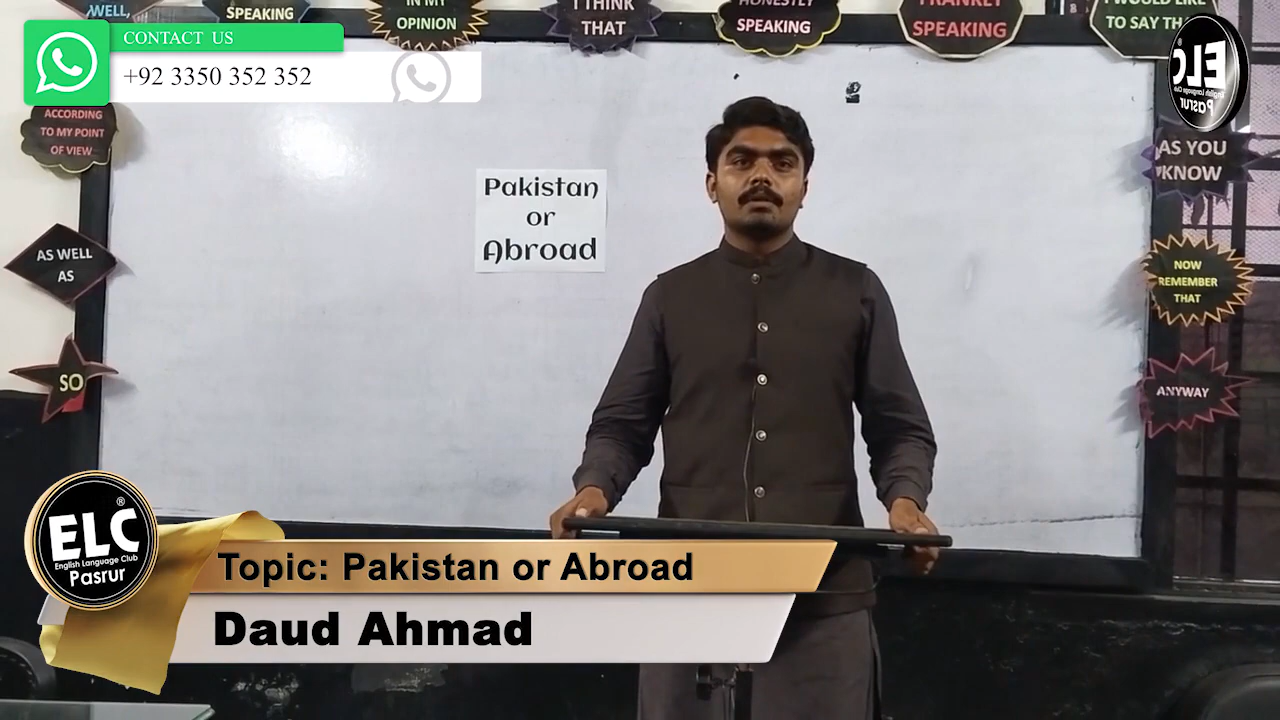 WELL,
SPEAKING
IN MY
OPINION
I THINK
THAT
HONESTLY
SPEAKING
FRANKLY
SPEAKING
I WOULD LIKE
TO SAY THA
CONTACT US
+92 3350 352 352
ELC
English Language Club
Pasrur
ACCORDING
TO MY POINT
OF VIEW
AS YOU
KNOW
Pakistan
or
Abroad
AS WELL
AS
NOW
REMEMBER
THAT
SO
ANYWAY
ELC
®
English Language Club
Pasrur
Topic: Pakistan or Abroad
Daud Ahmad